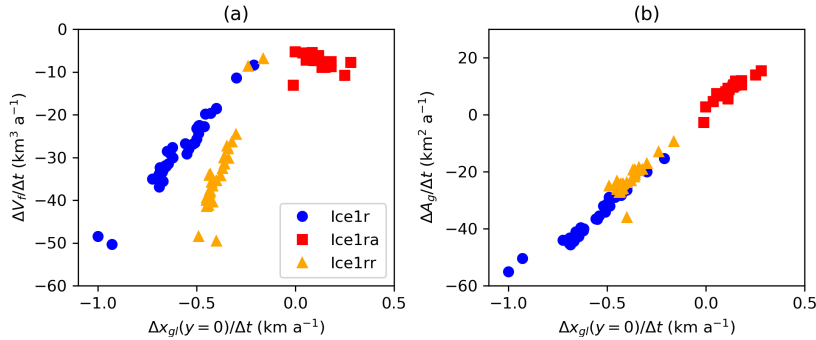 (a)
0
−10
−20
−30
−40
−50
−60
ΔV_f/Δt (km³ a⁻¹)
−1.0
−0.5
0.0
0.5
Δx_gl(y = 0)/Δt (km a⁻¹)
Ice1r
Ice1ra
Ice1rr
(b)
20
0
−20
−40
−60
ΔA_g/Δt (km² a⁻¹)
−1.0
−0.5
0.0
0.5
Δx_gl(y = 0)/Δt (km a⁻¹)